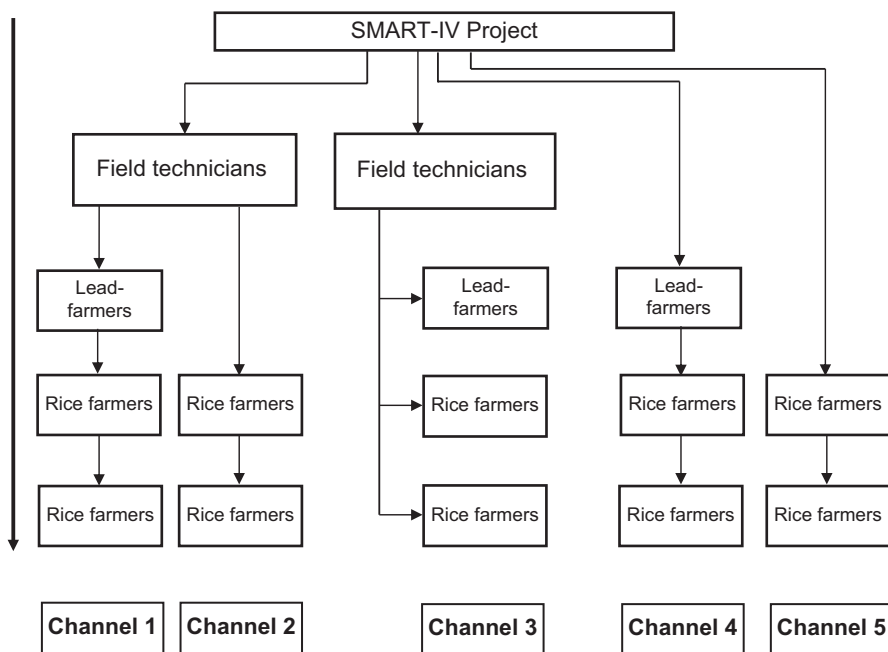 SMART-IV Project
Field technicians
Field technicians
Lead-
farmers
Lead-
farmers
Lead-
farmers
Rice farmers
Rice farmers
Rice farmers
Rice farmers
Rice farmers
Rice farmers
Rice farmers
Rice farmers
Rice farmers
Rice farmers
Channel 1
Channel 2
Channel 3
Channel 4
Channel 5